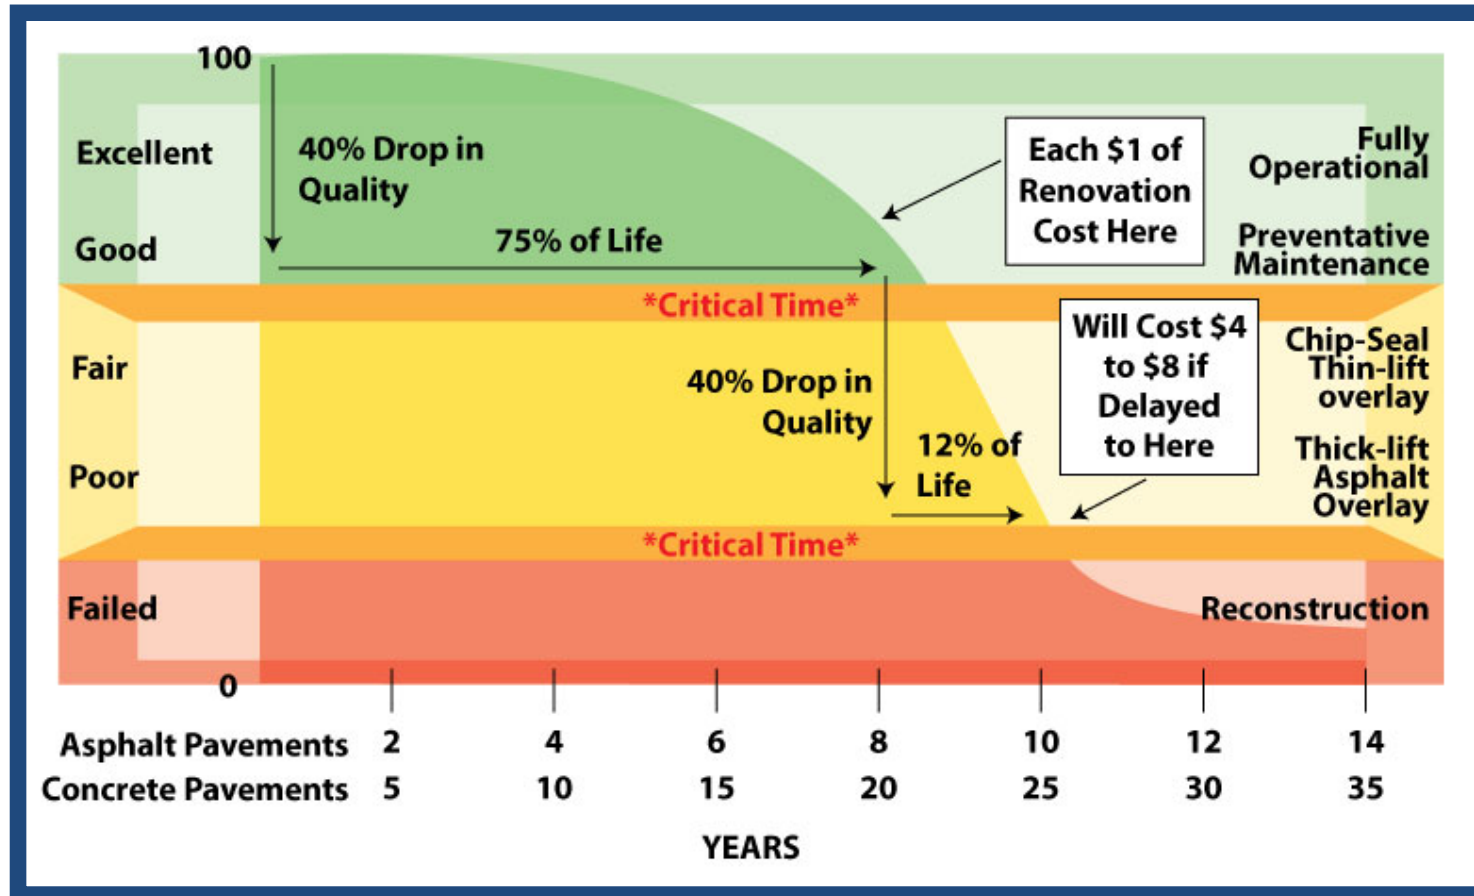 100
Excellent
Good
Fair
Poor
Failed
0
40% Drop in
Quality
75% of Life
*Critical Time*
40% Drop in
Quality
12% of
Life
*Critical Time*
Each $1 of
Renovation
Cost Here
Will Cost $4
to $8 if
Delayed
to Here
Fully
Operational
Preventative
Maintenance
Chip-Seal
Thin-lift
overlay
Thick-lift
Asphalt
Overlay
Reconstruction
Asphalt Pavements 2 4 6 8 10 12 14
Concrete Pavements 5 10 15 20 25 30 35
YEARS